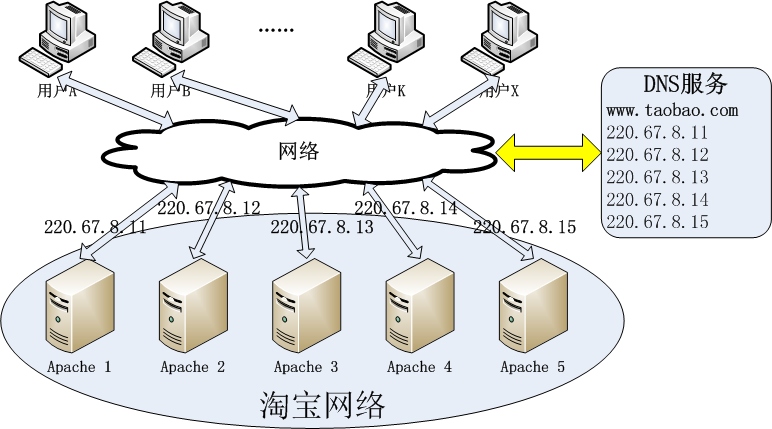 ......
用户A
用户B
用户K
用户X
DNS服务
www.taobao.com
220.67.8.11
220.67.8.12
220.67.8.13
220.67.8.14
220.67.8.15
网络
220.67.8.11
220.67.8.12
220.67.8.13
220.67.8.14
220.67.8.15
Apache 1
Apache 2
Apache 3
Apache 4
Apache 5
淘宝网络